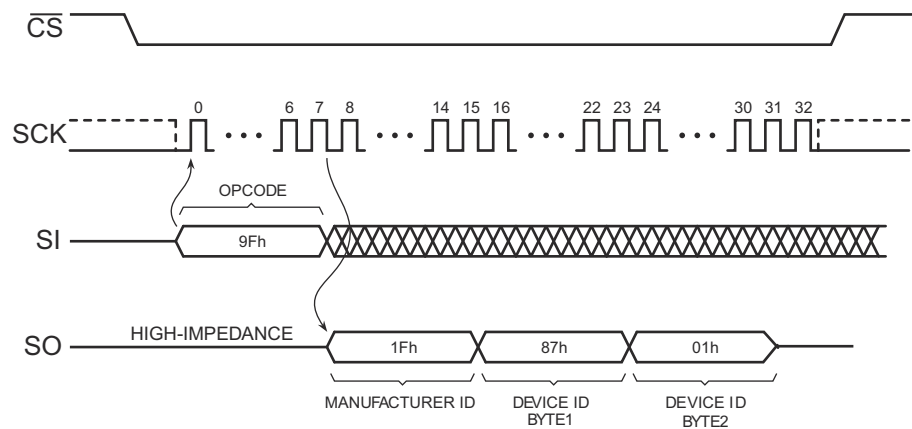 CS
0 6 7 8 14 15 16 22 23 24 30 31 32
SCK
OPCODE
SI
9Fh
HIGH-IMPEDANCE
SO
1Fh 87h 01h
MANUFACTURER ID DEVICE ID DEVICE ID
BYTE1 BYTE2